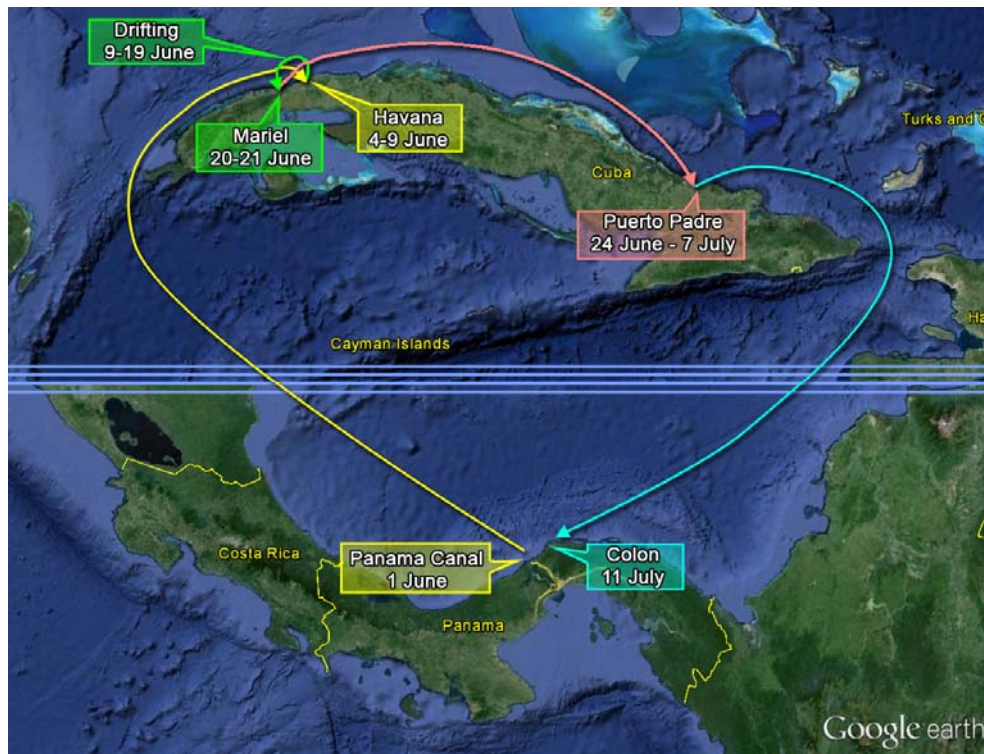 Drifting
9-19 June
Havana
4-9 June
Mariel
20-21 June
Turks and C
Cuba
Puerto Padre
24 June - 7 July
Ha
Cayman Islands
Costa Rica
Panama Canal
1 June
Colon
11 July
Panama
Google earth